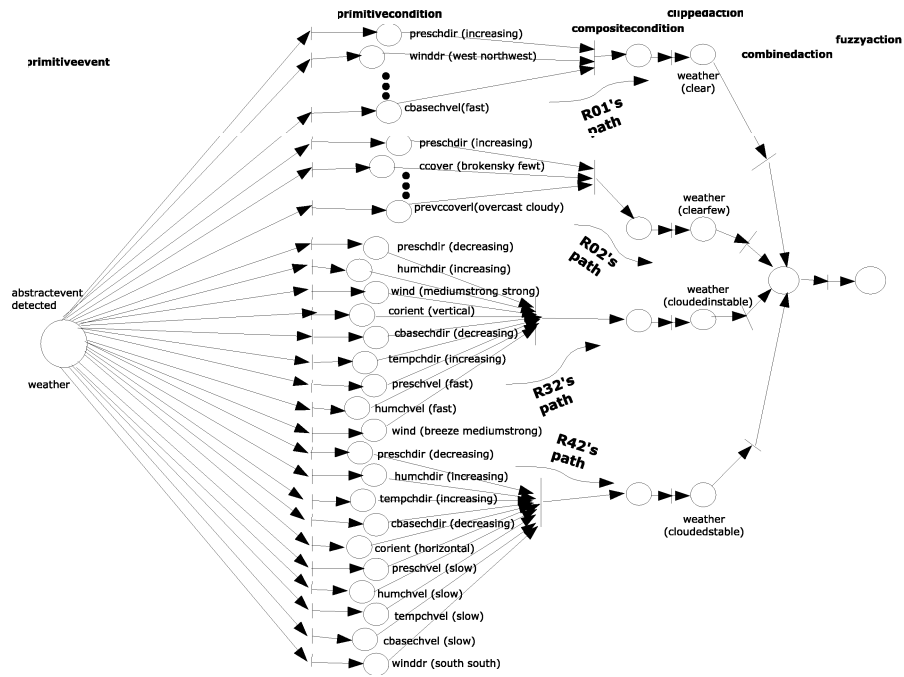 primitivecondition
clippedaction
compositecondition
fuzzyaction
combinedaction
primitiveevent
preschdir (increasing)
winddr (west northwest)
cbasechvel(fast)
weather
(clear)
R01's
path
preschdir (increasing)
ccover (brokensky fewt)
prevccoverl(overcast cloudy)
weather
(clearfew)
R02's
path
abstractevent
detected
weather
preschdir (decreasing)
humchdir (increasing)
wind (mediumstrong strong)
corient (vertical)
cbasechdir (decreasing)
tempchdir (increasing)
preschvel (fast)
humchvel (fast)
wind (breeze mediumstrong)
weather
(cloudedinstable)
R32's
path
R42's
path
preschdir (decreasing)
humchdir (increasing)
tempchdir (increasing)
cbasechdir (decreasing)
corient (horizontal)
preschvel (slow)
humchvel (slow)
tempchvel (slow)
cbasechvel (slow)
winddr (south south)
weather
(cloudedstable)